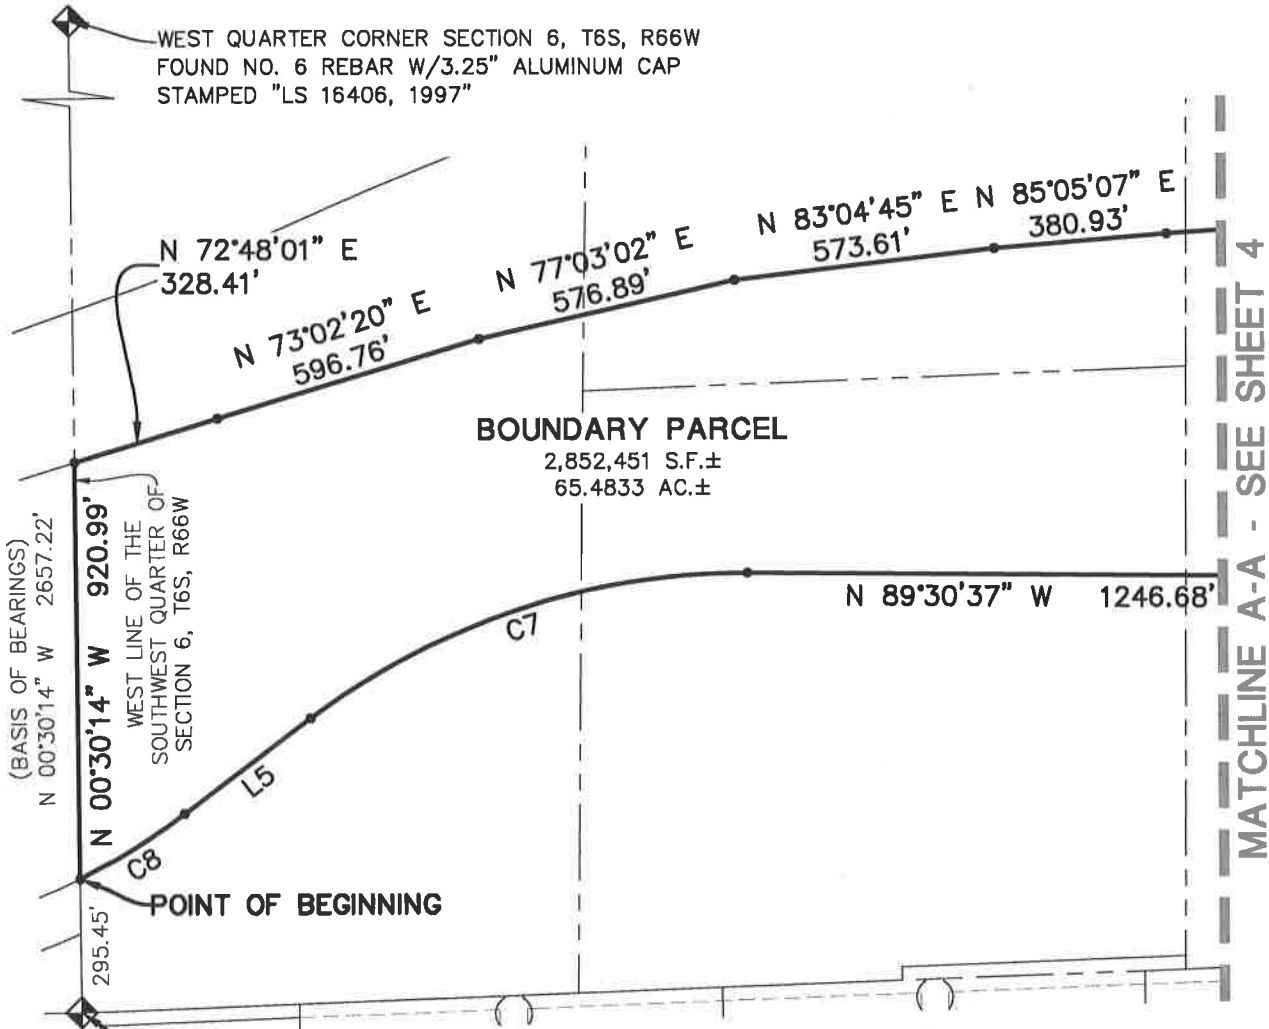 WEST QUARTER CORNER SECTION 6, T6S, R66W
FOUND NO. 6 REBAR W/3.25" ALUMINUM CAP
STAMPED "LS 16406, 1997"
N 72°48'01" E
328.41'
N 73°02'20" E
596.76'
N 77°03'02" E
576.89'
N 83°04'45" E
573.61'
N 85°05'07" E
380.93'
BOUNDARY PARCEL
2,852,451 S.F.±
65.4833 AC.±
(BASIS OF BEARINGS)
N 00°30'14" W 2657.22'
N 00°30'14" W 920.99'
WEST LINE OF THE
SOUTHWEST QUARTER OF
SECTION 6, T6S, R66W
C7
N 89°30'37" W 1246.68'
L5
C8
POINT OF BEGINNING
295.45'
MATCHLINE A-A - SEE SHEET 4